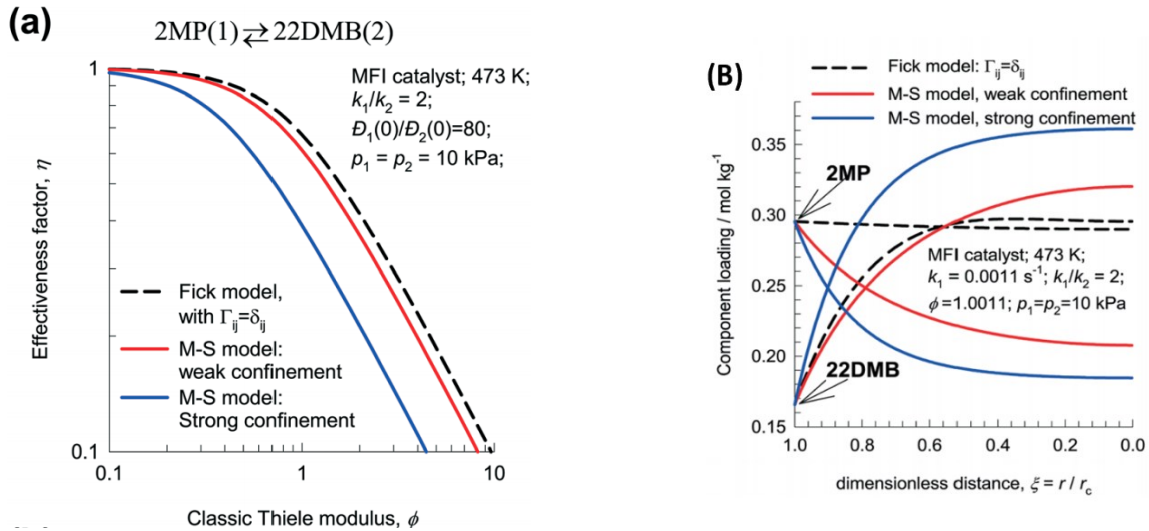 (a)
2MP(1)⇄22DMB(2)
1
MFI catalyst; 473 K;
k₁/k₂ = 2;
Đ₁(0)/Đ₂(0)=80;
p₁ = p₂ = 10 kPa;
Effectiveness factor, η
Fick model,
with Γᵢⱼ=δᵢⱼ
M-S model:
weak confinement
M-S model:
Strong confinement
0.1
0.1
1
10
Classic Thiele modulus, ϕ
(B)
Fick model: Γᵢⱼ=δᵢⱼ
M-S model, weak confinement
M-S model, strong confinement
Component loading / mol kg⁻¹
0.35
0.30
0.25
0.20
0.15
2MP
MFI catalyst; 473 K;
k₁ = 0.0011 s⁻¹; k₁/k₂ = 2;
ϕ=1.0011; p₁=p₂=10 kPa
22DMB
1.0
0.8
0.6
0.4
0.2
0.0
dimensionless distance, ξ = r / r_c